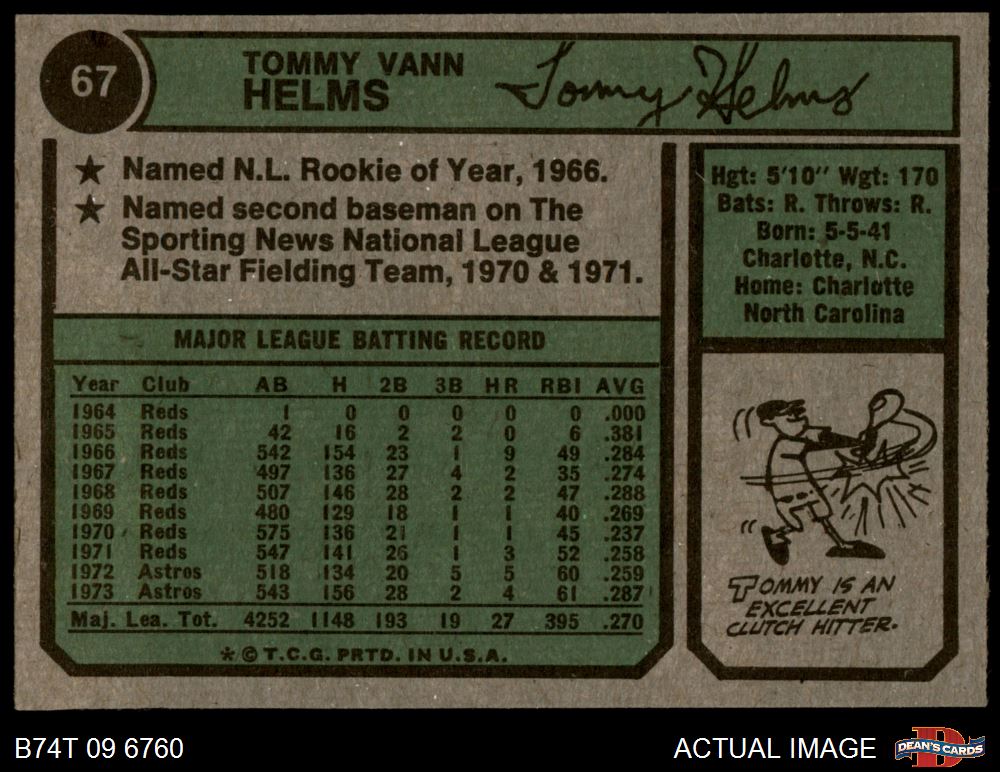 67
TOMMY VANN
HELMS
Tommy Helms
★ Named N.L. Rookie of Year, 1966.
★ Named second baseman on The
Sporting News National League
All-Star Fielding Team, 1970 & 1971.
Hgt: 5'10" Wgt: 170
Bats: R. Throws: R.
Born: 5-5-41
Charlotte, N.C.
Home: Charlotte
North Carolina
MAJOR LEAGUE BATTING RECORD
Year Club AB H 2B 3B HR RBI AVG
1964 Reds 1 0 0 0 0 0 .000
1965 Reds 42 16 2 2 0 6 .381
1966 Reds 542 154 23 1 9 49 .284
1967 Reds 497 136 27 4 2 35 .274
1968 Reds 507 146 28 2 2 47 .288
1969 Reds 480 129 18 1 1 40 .269
1970 Reds 575 136 21 1 1 45 .237
1971 Reds 547 141 26 1 3 52 .258
1972 Astros 518 134 20 5 5 60 .259
1973 Astros 543 156 28 2 4 61 .287
Maj. Lea. Tot. 4252 1148 193 19 27 395 .270
* © T.C.G. PRTD. IN U.S.A.
TOMMY IS AN
EXCELLENT
CLUTCH HITTER.
B74T 09 6760
ACTUAL IMAGE
D
DEAN'S CARDS